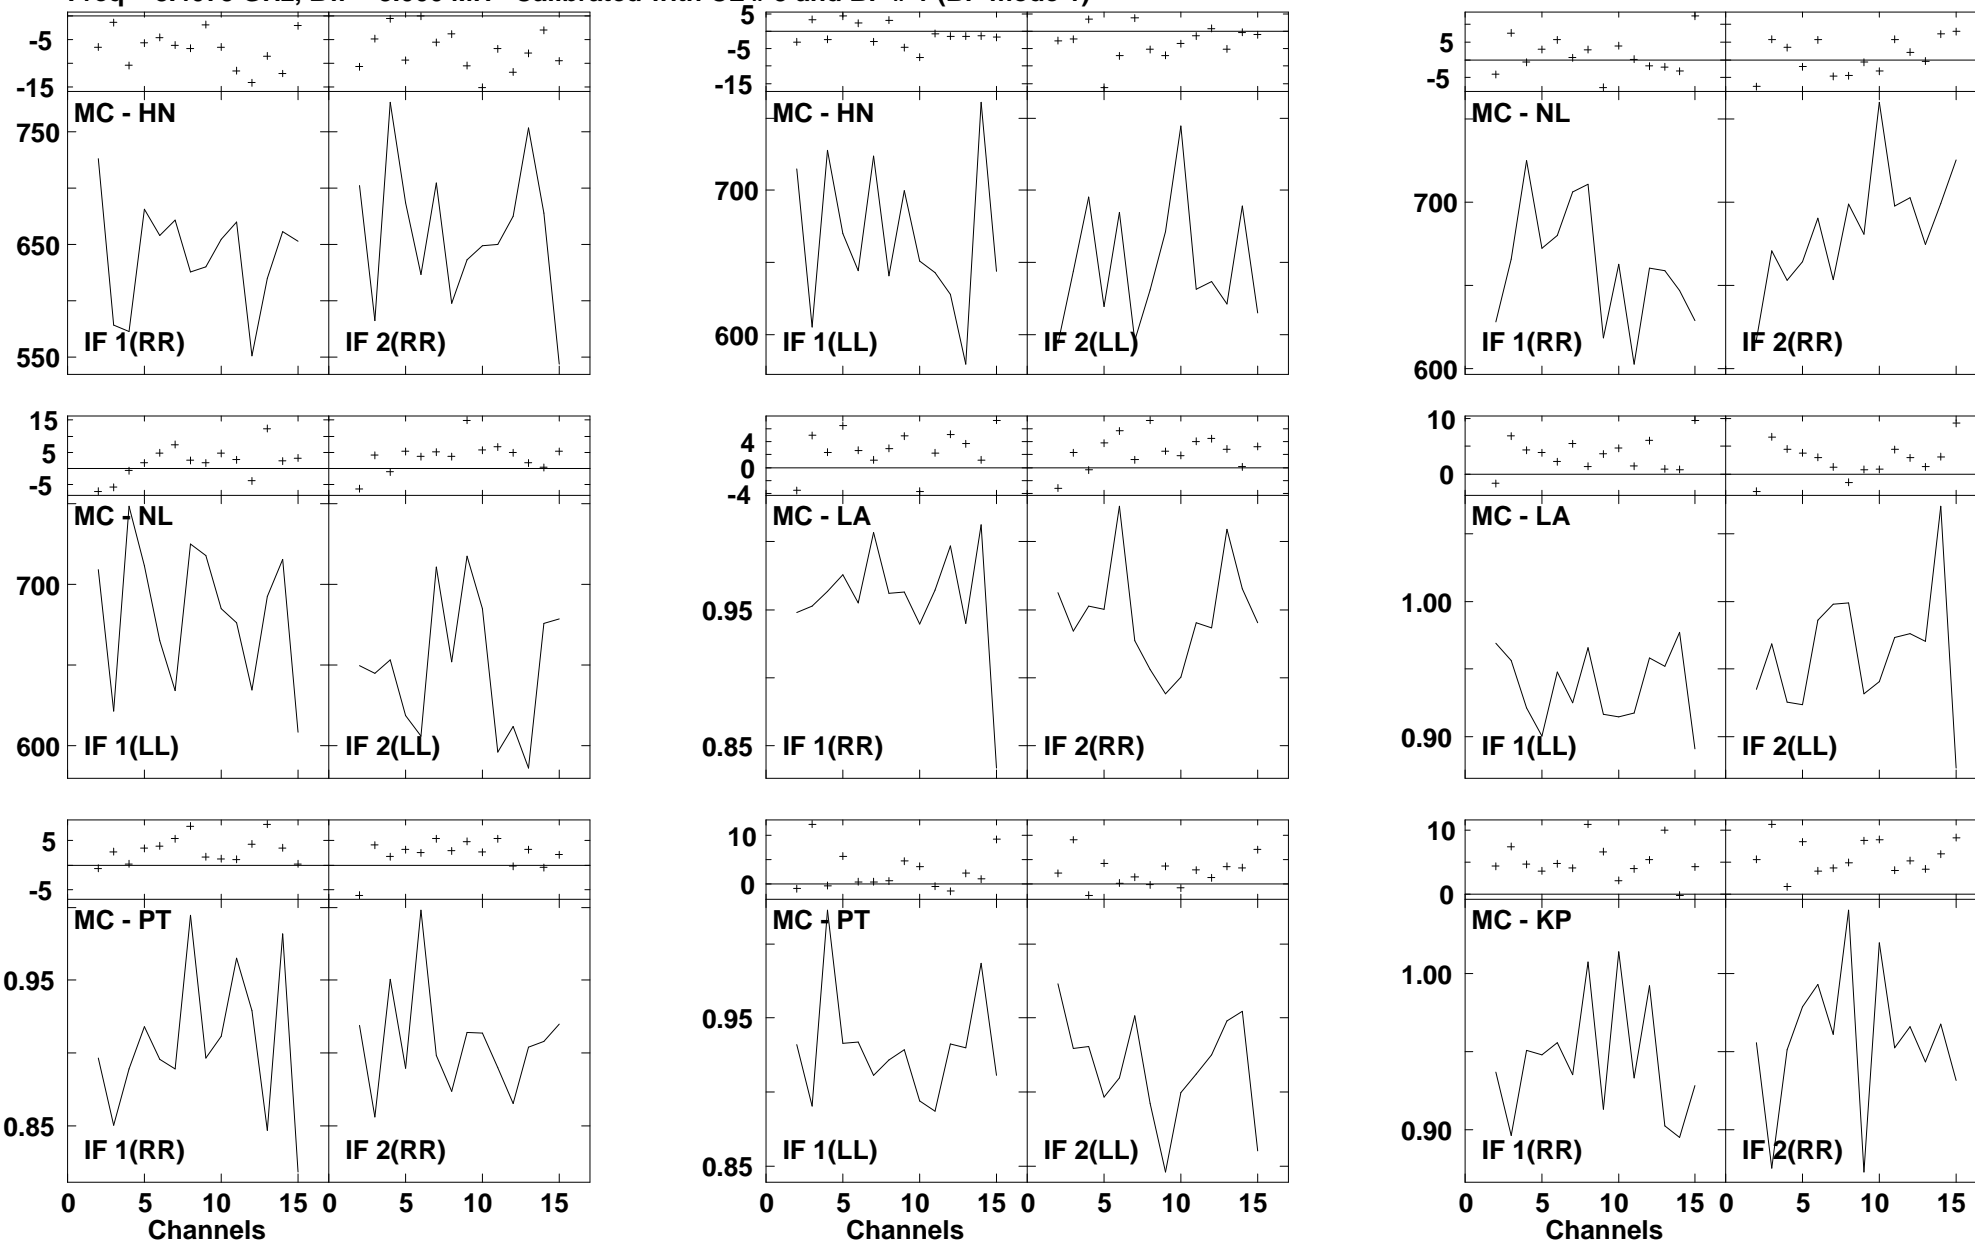 5
-5 -5 5
-15 -15 -5
MC - HN MC - HN MC - NL
750
700 700
650
600
IF 1(RR) IF 2(RR) IF 1(LL) IF 2(LL) IF 1(RR) IF 2(RR)
550 600
15 10
5 4
0 0
-5 -4
MC - NL MC - LA MC - LA
700 0.95 1.00
600 0.85 0.90
IF 1(LL) IF 2(LL) IF 1(RR) IF 2(RR) IF 1(LL) IF 2(LL)
5 10 10
-5 0 0
MC - PT MC - PT MC - KP
0.95 0.95 1.00
0.85 0.85 0.90
IF 1(RR) IF 2(RR) IF 1(LL) IF 2(LL) IF 1(RR) IF 2(RR)
0 5 10 15 0 5 10 15 0 5 10 15 0 5 10 15 0 5 10 15 0 5 10 15
Channels Channels Channels